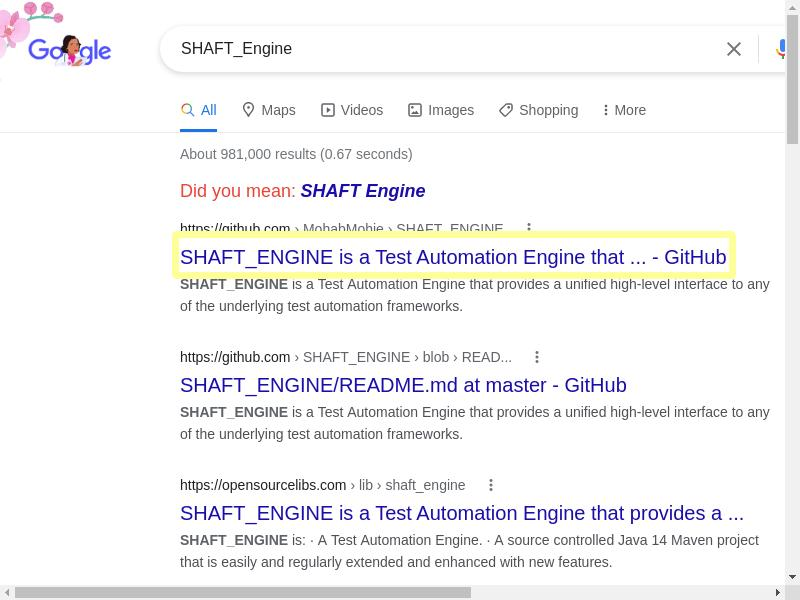 Google
SHAFT_Engine
All Maps Videos Images Shopping More
About 981,000 results (0.67 seconds)
Did you mean: SHAFT Engine
https://github.com › MohabMohie › SHAFT_ENGINE
SHAFT_ENGINE is a Test Automation Engine that ... - GitHub
SHAFT_ENGINE is a Test Automation Engine that provides a unified high-level interface to any
of the underlying test automation frameworks.
https://github.com › SHAFT_ENGINE › blob › READ...
SHAFT_ENGINE/README.md at master - GitHub
SHAFT_ENGINE is a Test Automation Engine that provides a unified high-level interface to any
of the underlying test automation frameworks.
https://opensourcelibs.com › lib › shaft_engine
SHAFT_ENGINE is a Test Automation Engine that provides a ...
SHAFT_ENGINE is: · A Test Automation Engine. · A source controlled Java 14 Maven project
that is easily and regularly extended and enhanced with new features.